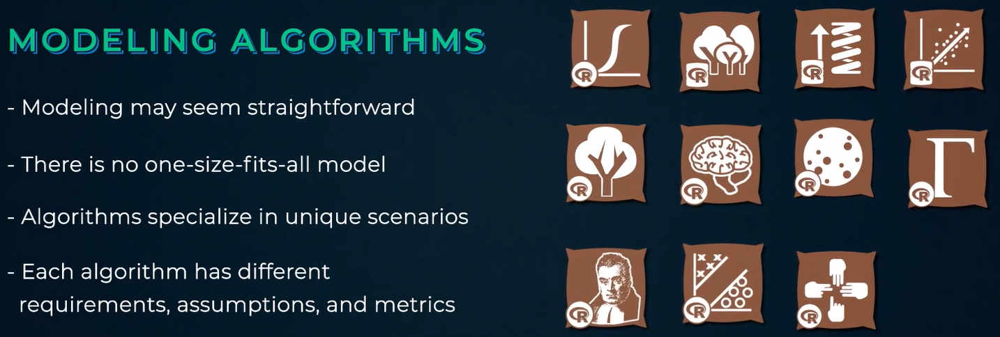 MODELING ALGORITHMS
- Modeling may seem straightforward
- There is no one-size-fits-all model
- Algorithms specialize in unique scenarios
- Each algorithm has different
requirements, assumptions, and metrics
R
R Y
R
R
R
R
R
R Γ
R
R x x x x
R